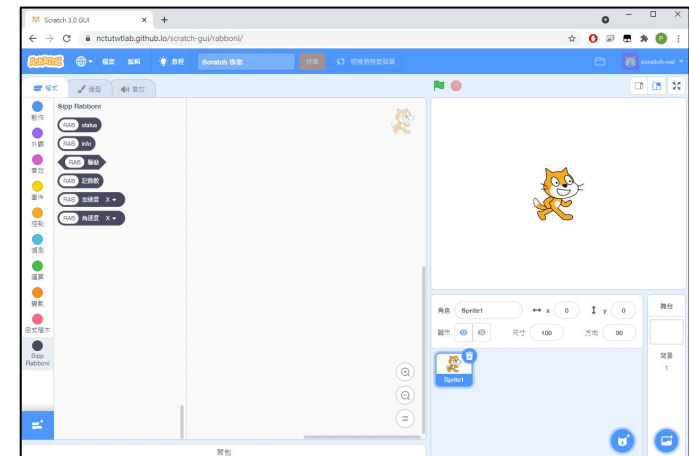 Scratch 3.0 GUI
nctutwtlab.github.io/scratch-gui/rabboni/
P
SCRATCH 檔案 編輯 教程 Scratch 專案 分享 切換到專案頁面 scratch-cat
程式 造型 音效
動作
外觀
音效
事件
控制
偵測
運算
變數
函式積木
Sipp
Rabboni
Sipp Rabboni
RAB status
RAB info
RAB 驅動
RAB 記錄數
RAB 加速度 X
RAB 角速度 X
角色 Sprite1 x 0 y 0
顯示 尺寸 100 方向 90
Sprite1
舞台
背景
1
背包